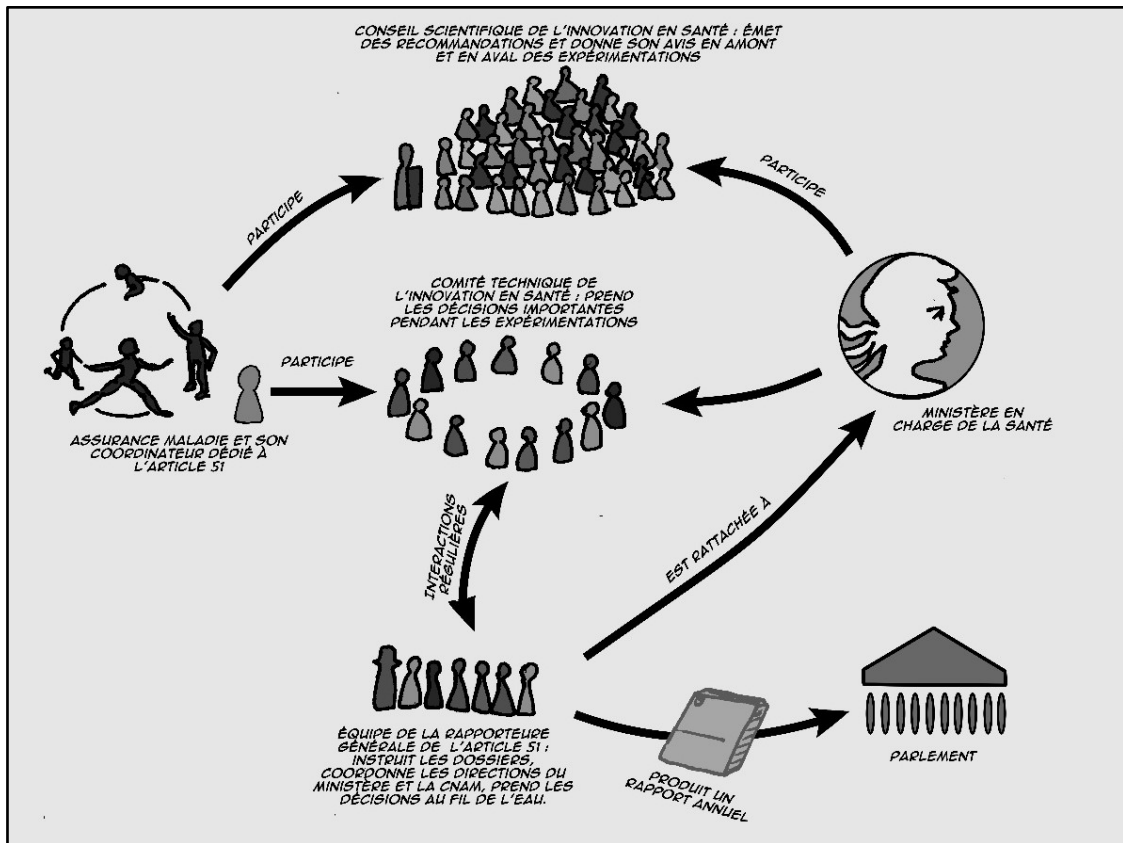 CONSEIL SCIENTIFIQUE DE L'INNOVATION EN SANTÉ : ÉMET
DES RECOMMANDATIONS ET DONNE SON AVIS EN AMONT
ET EN AVAL DES EXPÉRIMENTATIONS
PARTICIPE
PARTICIPE
COMITÉ TECHNIQUE DE
L'INNOVATION EN SANTÉ : PREND
LES DÉCISIONS IMPORTANTES
PENDANT LES EXPÉRIMENTATIONS
PARTICIPE
ASSURANCE MALADIE ET SON
COORDINATEUR DÉDIÉ À
L'ARTICLE 51
MINISTÈRE EN
CHARGE DE LA SANTÉ
INTERACTIONS
RÉGULIÈRES
EST RATTACHÉE À
ÉQUIPE DE LA RAPPORTEURE
GÉNÉRALE DE L'ARTICLE 51 :
INSTRUIT LES DOSSIERS,
COORDONNE LES DIRECTIONS DU
MINISTÈRE ET LA CNAM, PREND LES
DÉCISIONS AU FIL DE L'EAU.
PRODUIT UN
RAPPORT ANNUEL
PARLEMENT